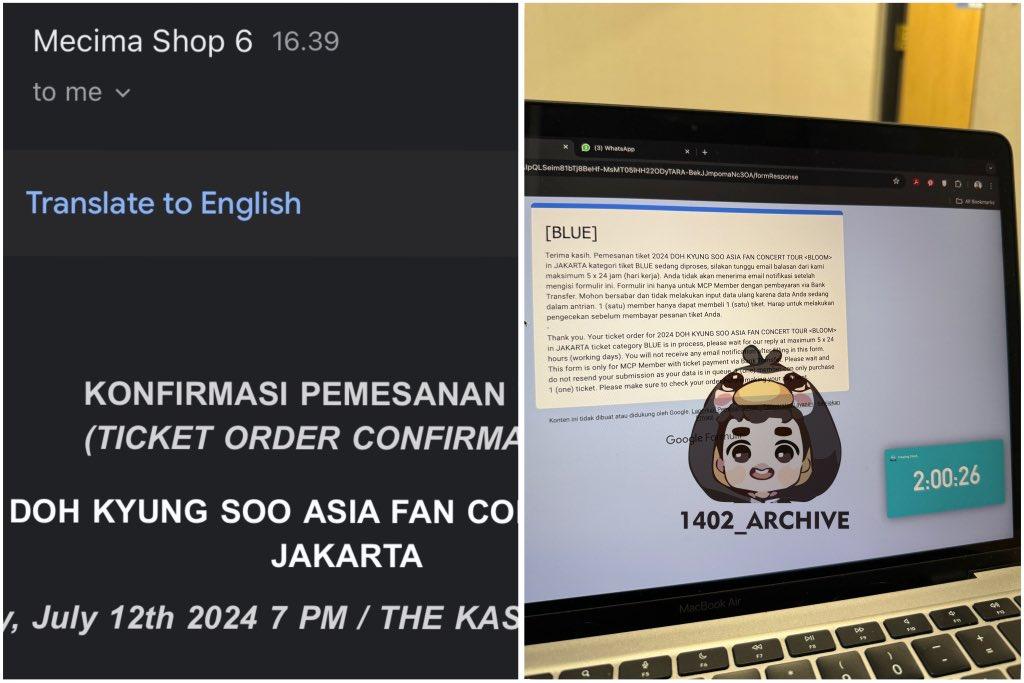 Mecima Shop 6 16.39
to me
Translate to English
KONFIRMASI PEMESANAN
(TICKET ORDER CONFIRMA
DOH KYUNG SOO ASIA FAN CO
JAKARTA
y, July 12th 2024 7 PM / THE KAS
(3) WhatsApp
All Bookmarks
[BLUE]
Terima kasih. Pemesanan tiket 2024 DOH KYUNG SOO ASIA FAN CONCERT TOUR <BLOOM>
in JAKARTA kategori tiket BLUE sedang diproses, silakan tunggu email balasan dari kami
maksimum 5 x 24 jam (hari kerja). Anda tidak akan menerima email notifikasi setelah
mengisi formulir ini. Formulir ini hanya untuk MCP Member dengan pembayaran via Bank
Transfer. Mohon bersabar dan tidak melakukan input data ulang karena data Anda sedang
dalam antrian. 1 (satu) member hanya dapat membeli 1 (satu) tiket. Harap untuk melakukan
pengecekan sebelum membayar pesanan tiket Anda.
-
Thank you. Your ticket order for 2024 DOH KYUNG SOO ASIA FAN CONCERT TOUR <BLOOM>
in JAKARTA ticket category BLUE is in process, please wait for our reply at maximum 5 x 24
hours (working days). You will not receive any email notification after filling in this form.
This form is only for MCP Member with ticket payment via Bank Please wait and
do not resend your submission as your data is in queue. only purchase
1 (one) ticket. Please make sure to check your order making your
Konten ini tidak dibuat atau didukung oleh Google.
Google Formulir
2:00:26
1402_ARCHIVE
MacBook Air